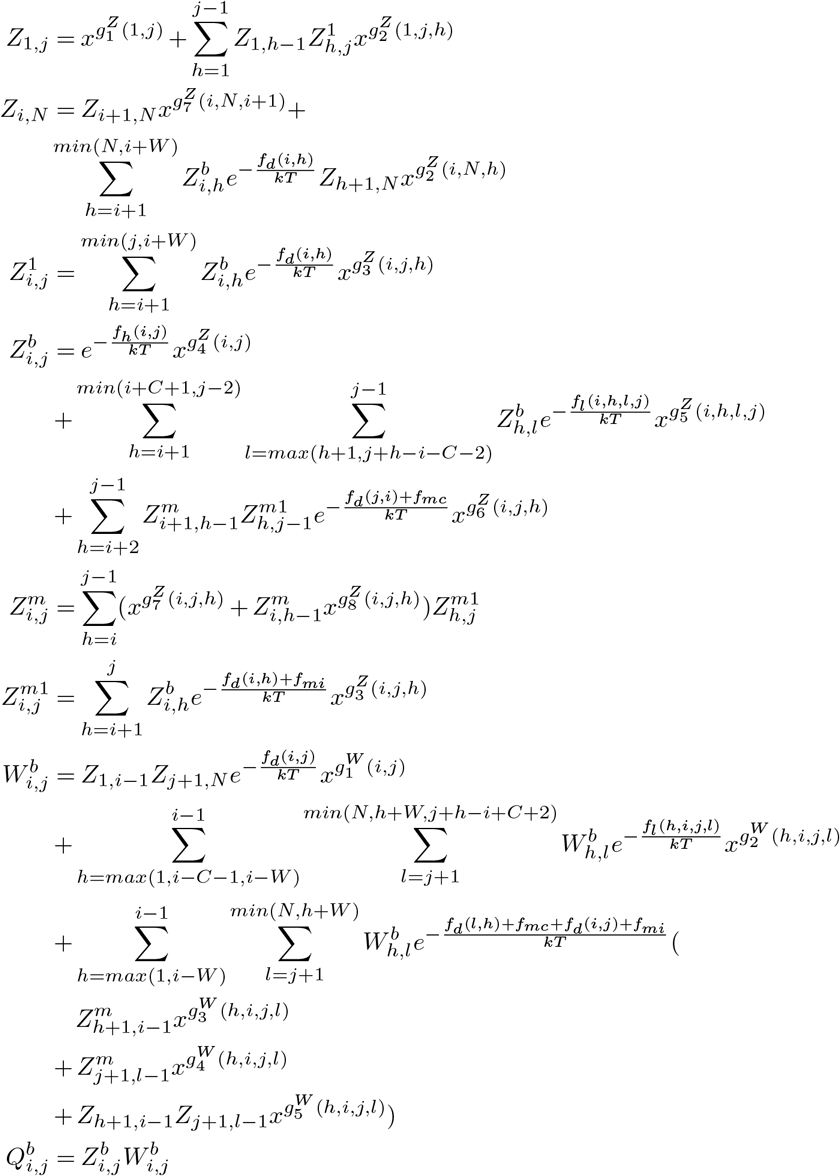 Z_{1,j} = x^{g_1^Z(1,j)} + \sum_{h=1}^{j-1} Z_{1,h-1} Z_{h,j}^1 x^{g_2^Z(1,j,h)}
Z_{i,N} = Z_{i+1,N} x^{g_7^Z(i,N,i+1)} +
\sum_{h=i+1}^{min(N,i+W)} Z_{i,h}^b e^{-\frac{f_d(i,h)}{kT}} Z_{h+1,N} x^{g_2^Z(i,N,h)}
Z_{i,j}^1 = \sum_{h=i+1}^{min(j,i+W)} Z_{i,h}^b e^{-\frac{f_d(i,h)}{kT}} x^{g_3^Z(i,j,h)}
Z_{i,j}^b = e^{-\frac{f_h(i,j)}{kT}} x^{g_4^Z(i,j)}
+ \sum_{h=i+1}^{min(i+C+1,j-2)} \sum_{l=max(h+1,j+h-i-C-2)}^{j-1} Z_{h,l}^b e^{-\frac{f_l(i,h,l,j)}{kT}} x^{g_5^Z(i,h,l,j)}
+ \sum_{h=i+2}^{j-1} Z_{i+1,h-1}^m Z_{h,j-1}^{m1} e^{-\frac{f_d(j,i)+f_{mc}}{kT}} x^{g_6^Z(i,j,h)}
Z_{i,j}^m = \sum_{h=i}^{j-1} (x^{g_7^Z(i,j,h)} + Z_{i,h-1}^m x^{g_8^Z(i,j,h)}) Z_{h,j}^{m1}
Z_{i,j}^{m1} = \sum_{h=i+1}^{j} Z_{i,h}^b e^{-\frac{f_d(i,h)+f_{mi}}{kT}} x^{g_3^Z(i,j,h)}
W_{i,j}^b = Z_{1,i-1} Z_{j+1,N} e^{-\frac{f_d(i,j)}{kT}} x^{g_1^W(i,j)}
+ \sum_{h=max(1,i-C-1,i-W)}^{i-1} \sum_{l=j+1}^{min(N,h+W,j+h-i+C+2)} W_{h,l}^b e^{-\frac{f_l(h,i,j,l)}{kT}} x^{g_2^W(h,i,j,l)}
+ \sum_{h=max(1,i-W)}^{i-1} \sum_{l=j+1}^{min(N,h+W)} W_{h,l}^b e^{-\frac{f_d(l,h)+f_{mc}+f_d(i,j)+f_{mi}}{kT}} (
Z_{h+1,i-1}^m x^{g_3^W(h,i,j,l)}
+ Z_{j+1,l-1}^m x^{g_4^W(h,i,j,l)}
+ Z_{h+1,i-1} Z_{j+1,l-1} x^{g_5^W(h,i,j,l)})
Q_{i,j}^b = Z_{i,j}^b W_{i,j}^b